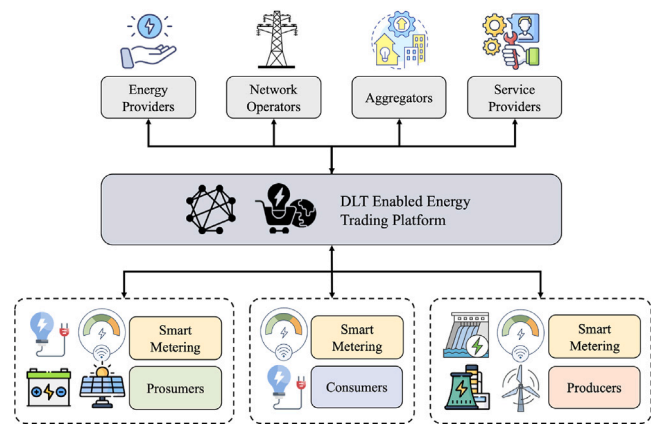 Energy
Providers
Network
Operators
Aggregators
Service
Providers
DLT Enabled Energy
Trading Platform
Smart
Metering
Prosumers
Smart
Metering
Consumers
Smart
Metering
Producers